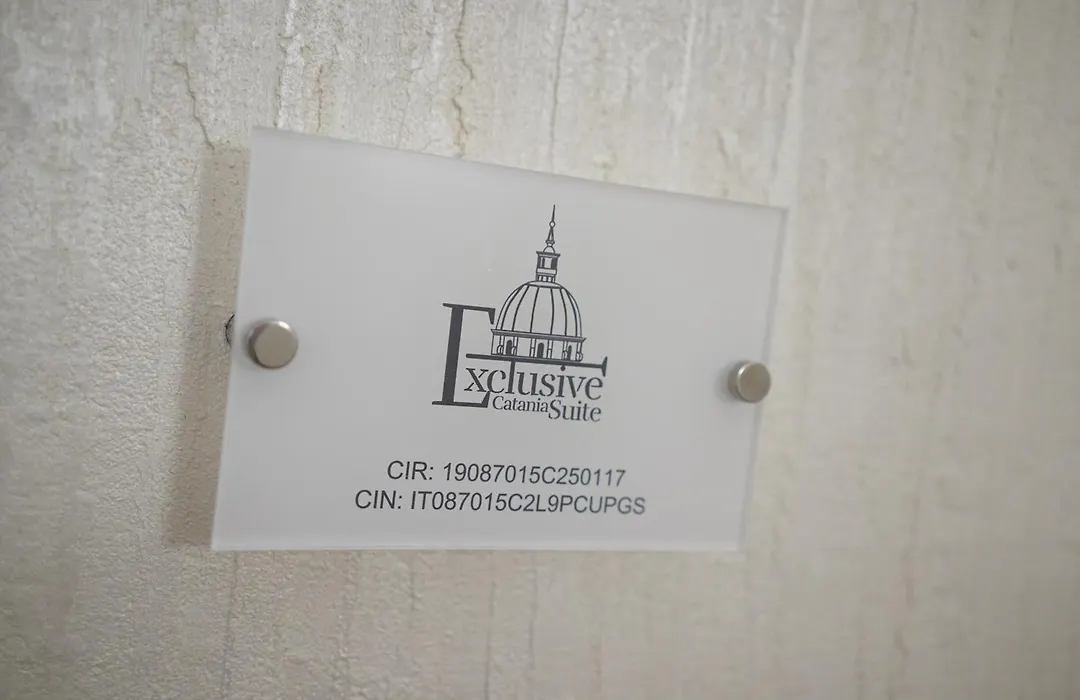 Exclusive
Catania Suite
CIR: 19087015C250117
CIN: IT087015C2L9PCUPGS